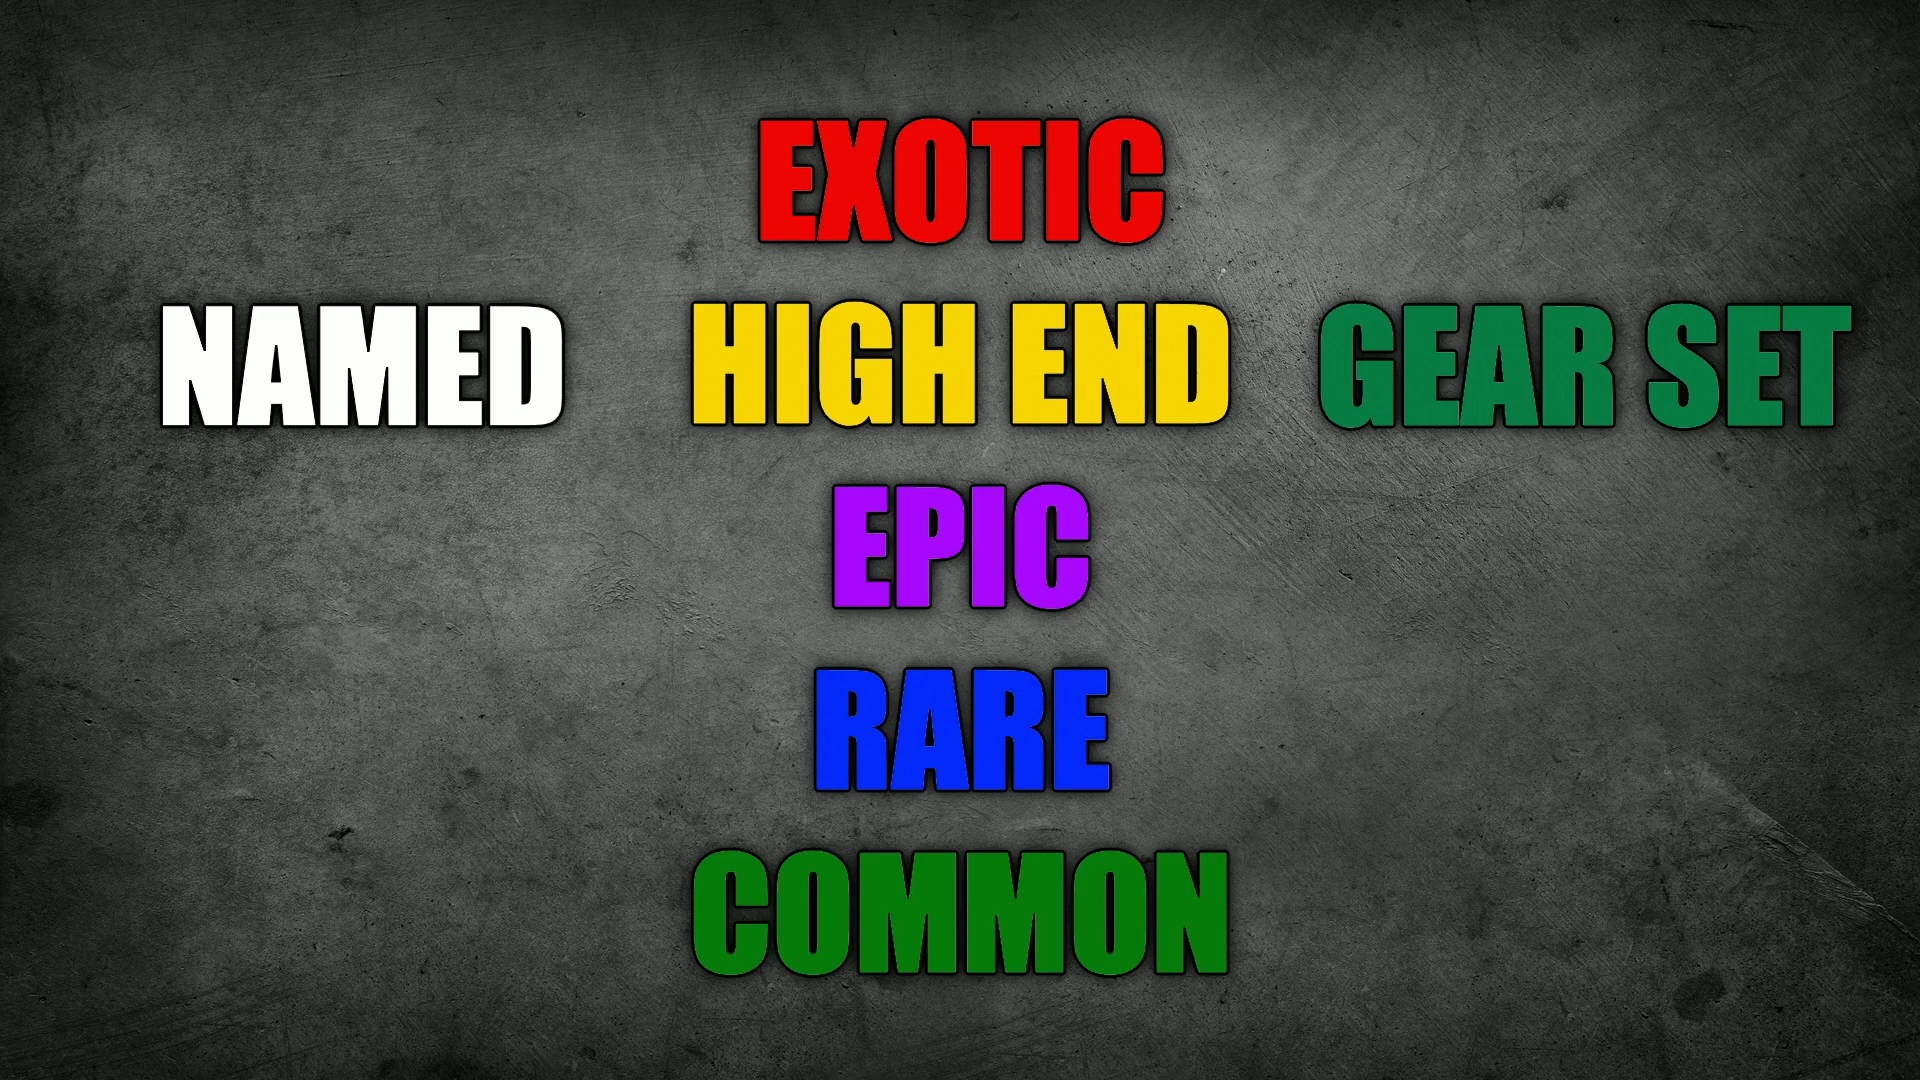 EXOTIC
NAMED HIGH END GEAR SET
EPIC
RARE
COMMON